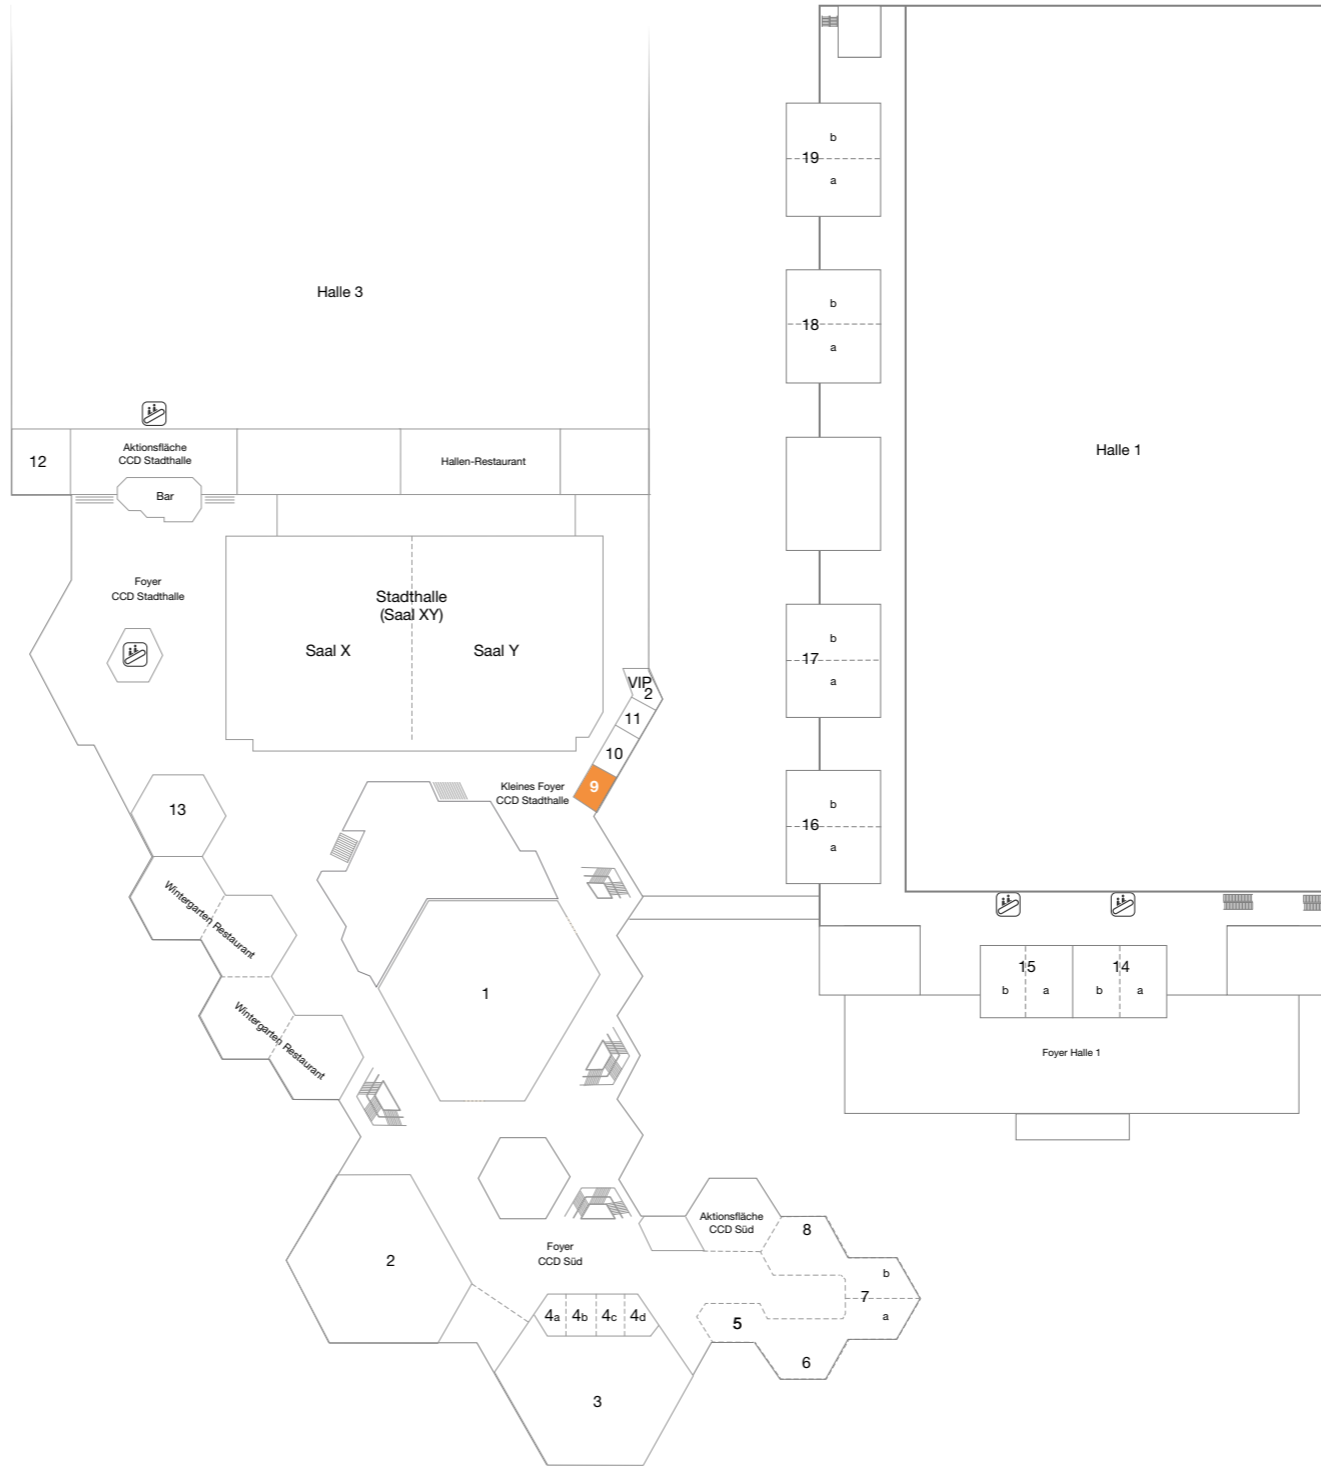 b
19
a
Halle 3
b
18
a
Halle 1
12
Aktionsfläche
CCD Stadthalle
Hallen-Restaurant
Bar
Foyer
CCD Stadthalle
Stadthalle
(Saal XY)
Saal X
Saal Y
b
17
a
VIP
2
11
10
9
Kleines Foyer
CCD Stadthalle
13
b
16
a
Wintergarten Restaurant
Wintergarten Restaurant
1
15
b
a
14
b
a
Foyer Halle 1
Aktionsfläche
CCD Süd
8
2
Foyer
CCD Süd
b
7
a
4a
4b
4c
4d
5
6
3